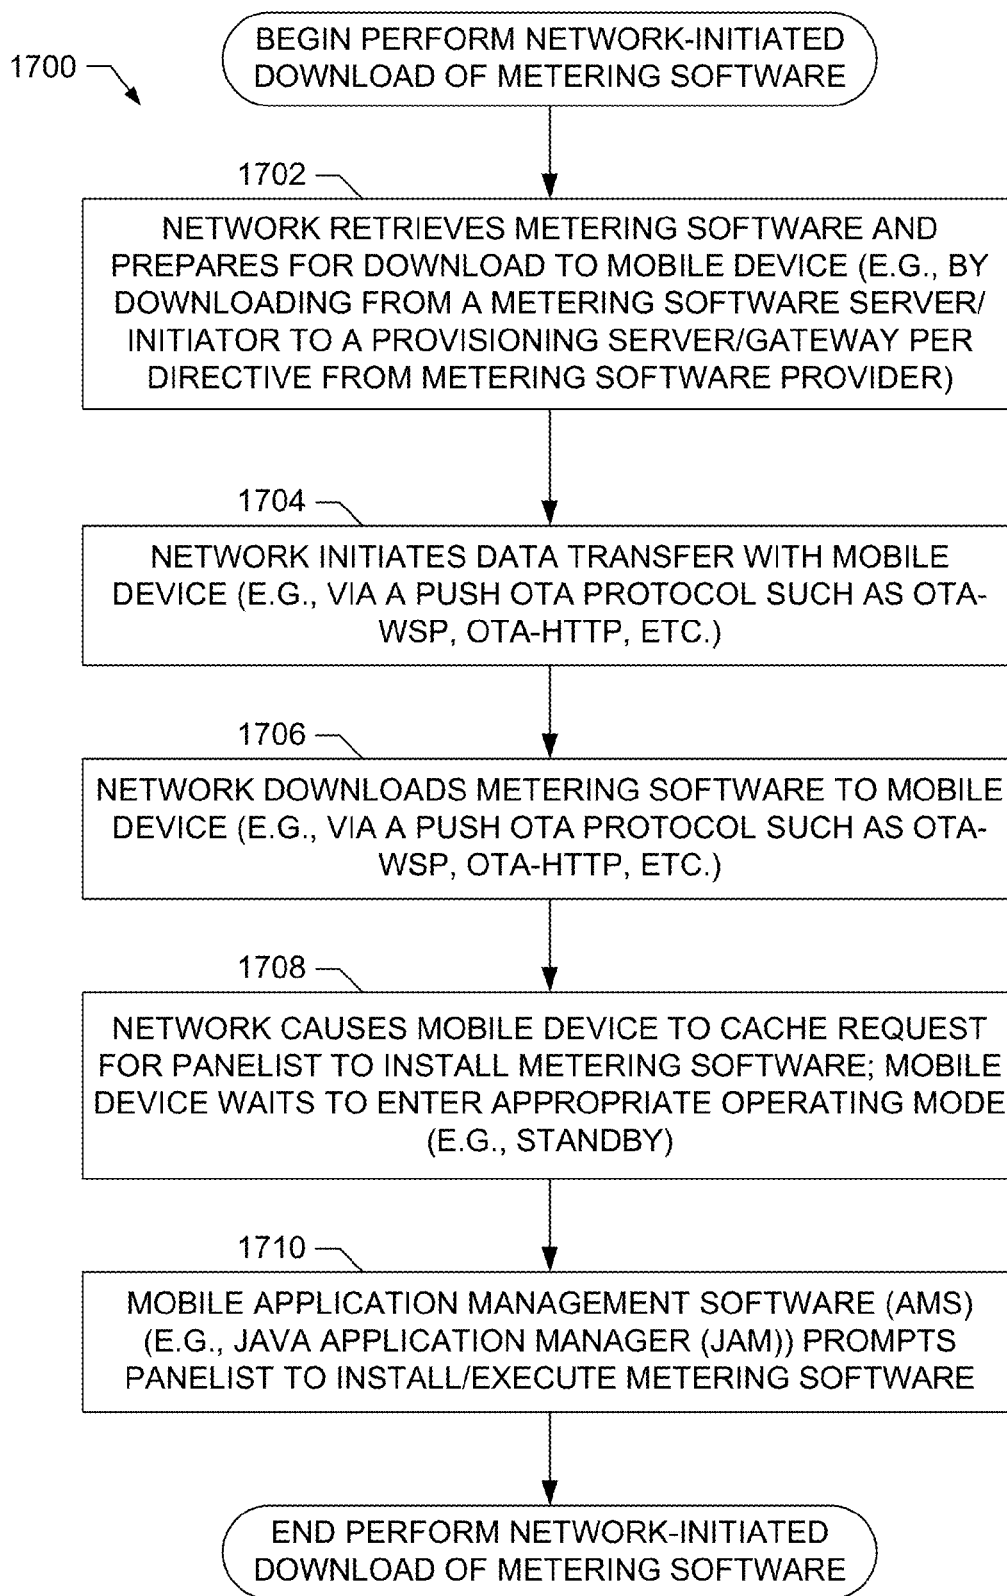 BEGIN PERFORM NETWORK-INITIATED
DOWNLOAD OF METERING SOFTWARE
1700
1702
NETWORK RETRIEVES METERING SOFTWARE AND
PREPARES FOR DOWNLOAD TO MOBILE DEVICE (E.G., BY
DOWNLOADING FROM A METERING SOFTWARE SERVER/
INITIATOR TO A PROVISIONING SERVER/GATEWAY PER
DIRECTIVE FROM METERING SOFTWARE PROVIDER)
1704
NETWORK INITIATES DATA TRANSFER WITH MOBILE
DEVICE (E.G., VIA A PUSH OTA PROTOCOL SUCH AS OTA-
WSP, OTA-HTTP, ETC.)
1706
NETWORK DOWNLOADS METERING SOFTWARE TO MOBILE
DEVICE (E.G., VIA A PUSH OTA PROTOCOL SUCH AS OTA-
WSP, OTA-HTTP, ETC.)
1708
NETWORK CAUSES MOBILE DEVICE TO CACHE REQUEST
FOR PANELIST TO INSTALL METERING SOFTWARE; MOBILE
DEVICE WAITS TO ENTER APPROPRIATE OPERATING MODE
(E.G., STANDBY)
1710
MOBILE APPLICATION MANAGEMENT SOFTWARE (AMS)
(E.G., JAVA APPLICATION MANAGER (JAM)) PROMPTS
PANELIST TO INSTALL/EXECUTE METERING SOFTWARE
END PERFORM NETWORK-INITIATED
DOWNLOAD OF METERING SOFTWARE